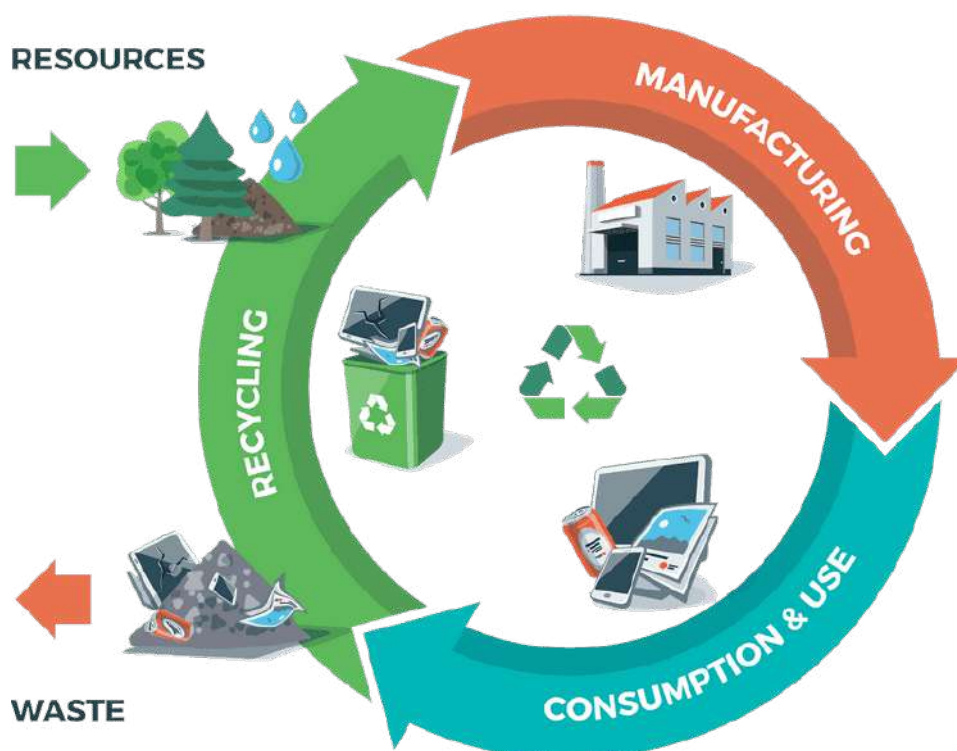 RESOURCES
MANUFACTURING
RECYCLING
CONSUMPTION & USE
WASTE